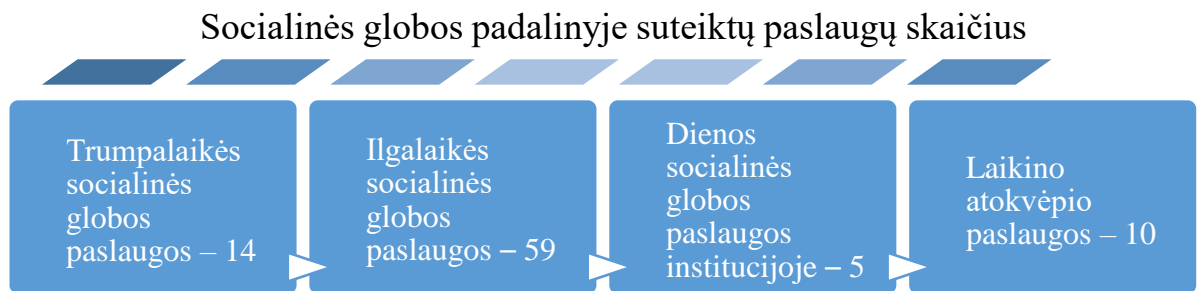 Socialinės globos padalinyje suteiktų paslaugų skaičius
Trumpalaikės
socialinės
globos
paslaugos – 14
Ilgalaikės
socialinės
globos
paslaugos – 59
Dienos
socialinės
globos
paslaugos
institucijoje – 5
Laikino
atokvėpio
paslaugos – 10